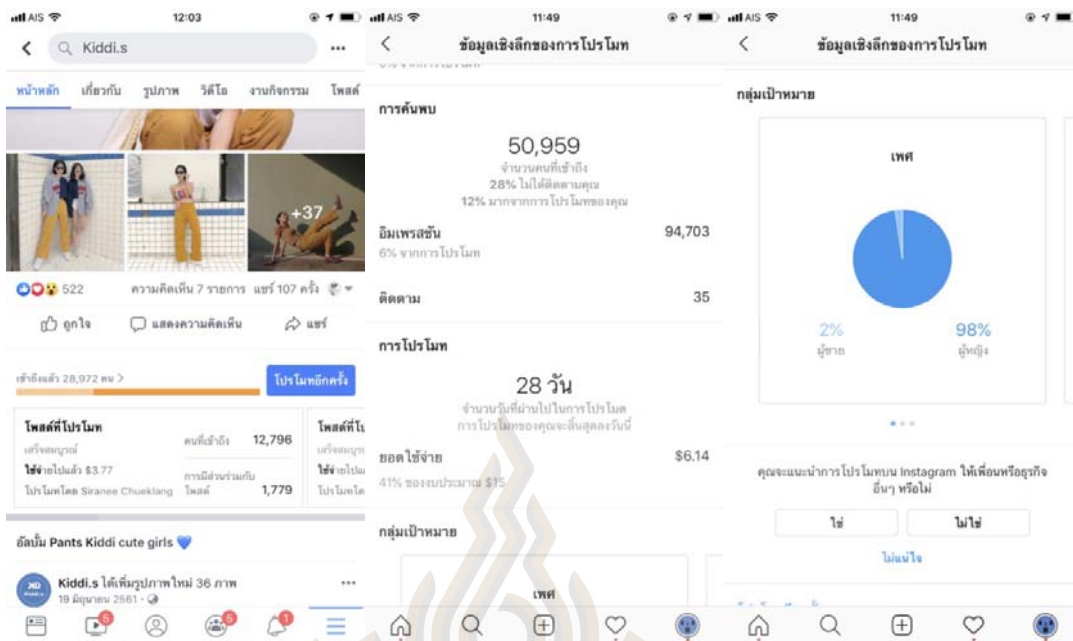 AIS 12:03
Kiddi.s
หน้าหลัก เกี่ยวกับ รูปภาพ วิดีโอ งานกิจกรรม โพสต์
+37
522 ความคิดเห็น 7 รายการ แชร์ 107 ครั้ง
ถูกใจ แสดงความคิดเห็น แชร์
เข้าถึงแล้ว 28,972 คน
โปรโมทอีกครั้ง
โพสต์ที่โปรโมท
เสร็จสมบูรณ์
ใช้จ่ายไปแล้ว $3.77
โปรโมทโดย Siranee Chueklang
คนที่เข้าถึง 12,796
การมีส่วนร่วมกับ
โพสต์ 1,779
อัลบั้ม Pants Kiddi cute girls
KD
Kiddi.s ได้เพิ่มรูปภาพใหม่ 36 ภาพ
19 มิถุนายน 2561
5
5
1
AIS 11:49
ข้อมูลเชิงลึกของการโปรโมท
การค้นพบ
50,959
จำนวนคนที่เข้าถึง
28% ไม่ได้ติดตามคุณ
12% มาจากการโปรโมทของคุณ
อิมเพรสชัน 94,703
6% จากการโปรโมท
ติดตาม 35
การโปรโมท
28 วัน
จำนวนวันที่ผ่านไปในการโปรโมต
การโปรโมทของคุณจะสิ้นสุดลงวันนี้
ยอดใช้จ่าย $6.14
41% ของงบประมาณ $15
กลุ่มเป้าหมาย
เพศ
AIS 11:49
ข้อมูลเชิงลึกของการโปรโมท
กลุ่มเป้าหมาย
เพศ
2% 98%
ผู้ชาย ผู้หญิง
คุณจะแนะนำการโปรโมทบน Instagram ให้เพื่อนหรือธุรกิจ
อื่นๆ หรือไม่
ใช่ ไม่ใช่
ไม่แน่ใจ